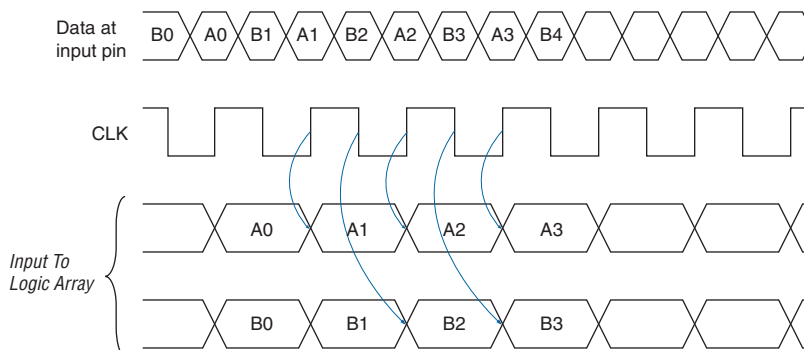 Data at
input pin
B0 A0 B1 A1 B2 A2 B3 A3 B4
CLK
Input To
Logic Array
A0 A1 A2 A3
B0 B1 B2 B3